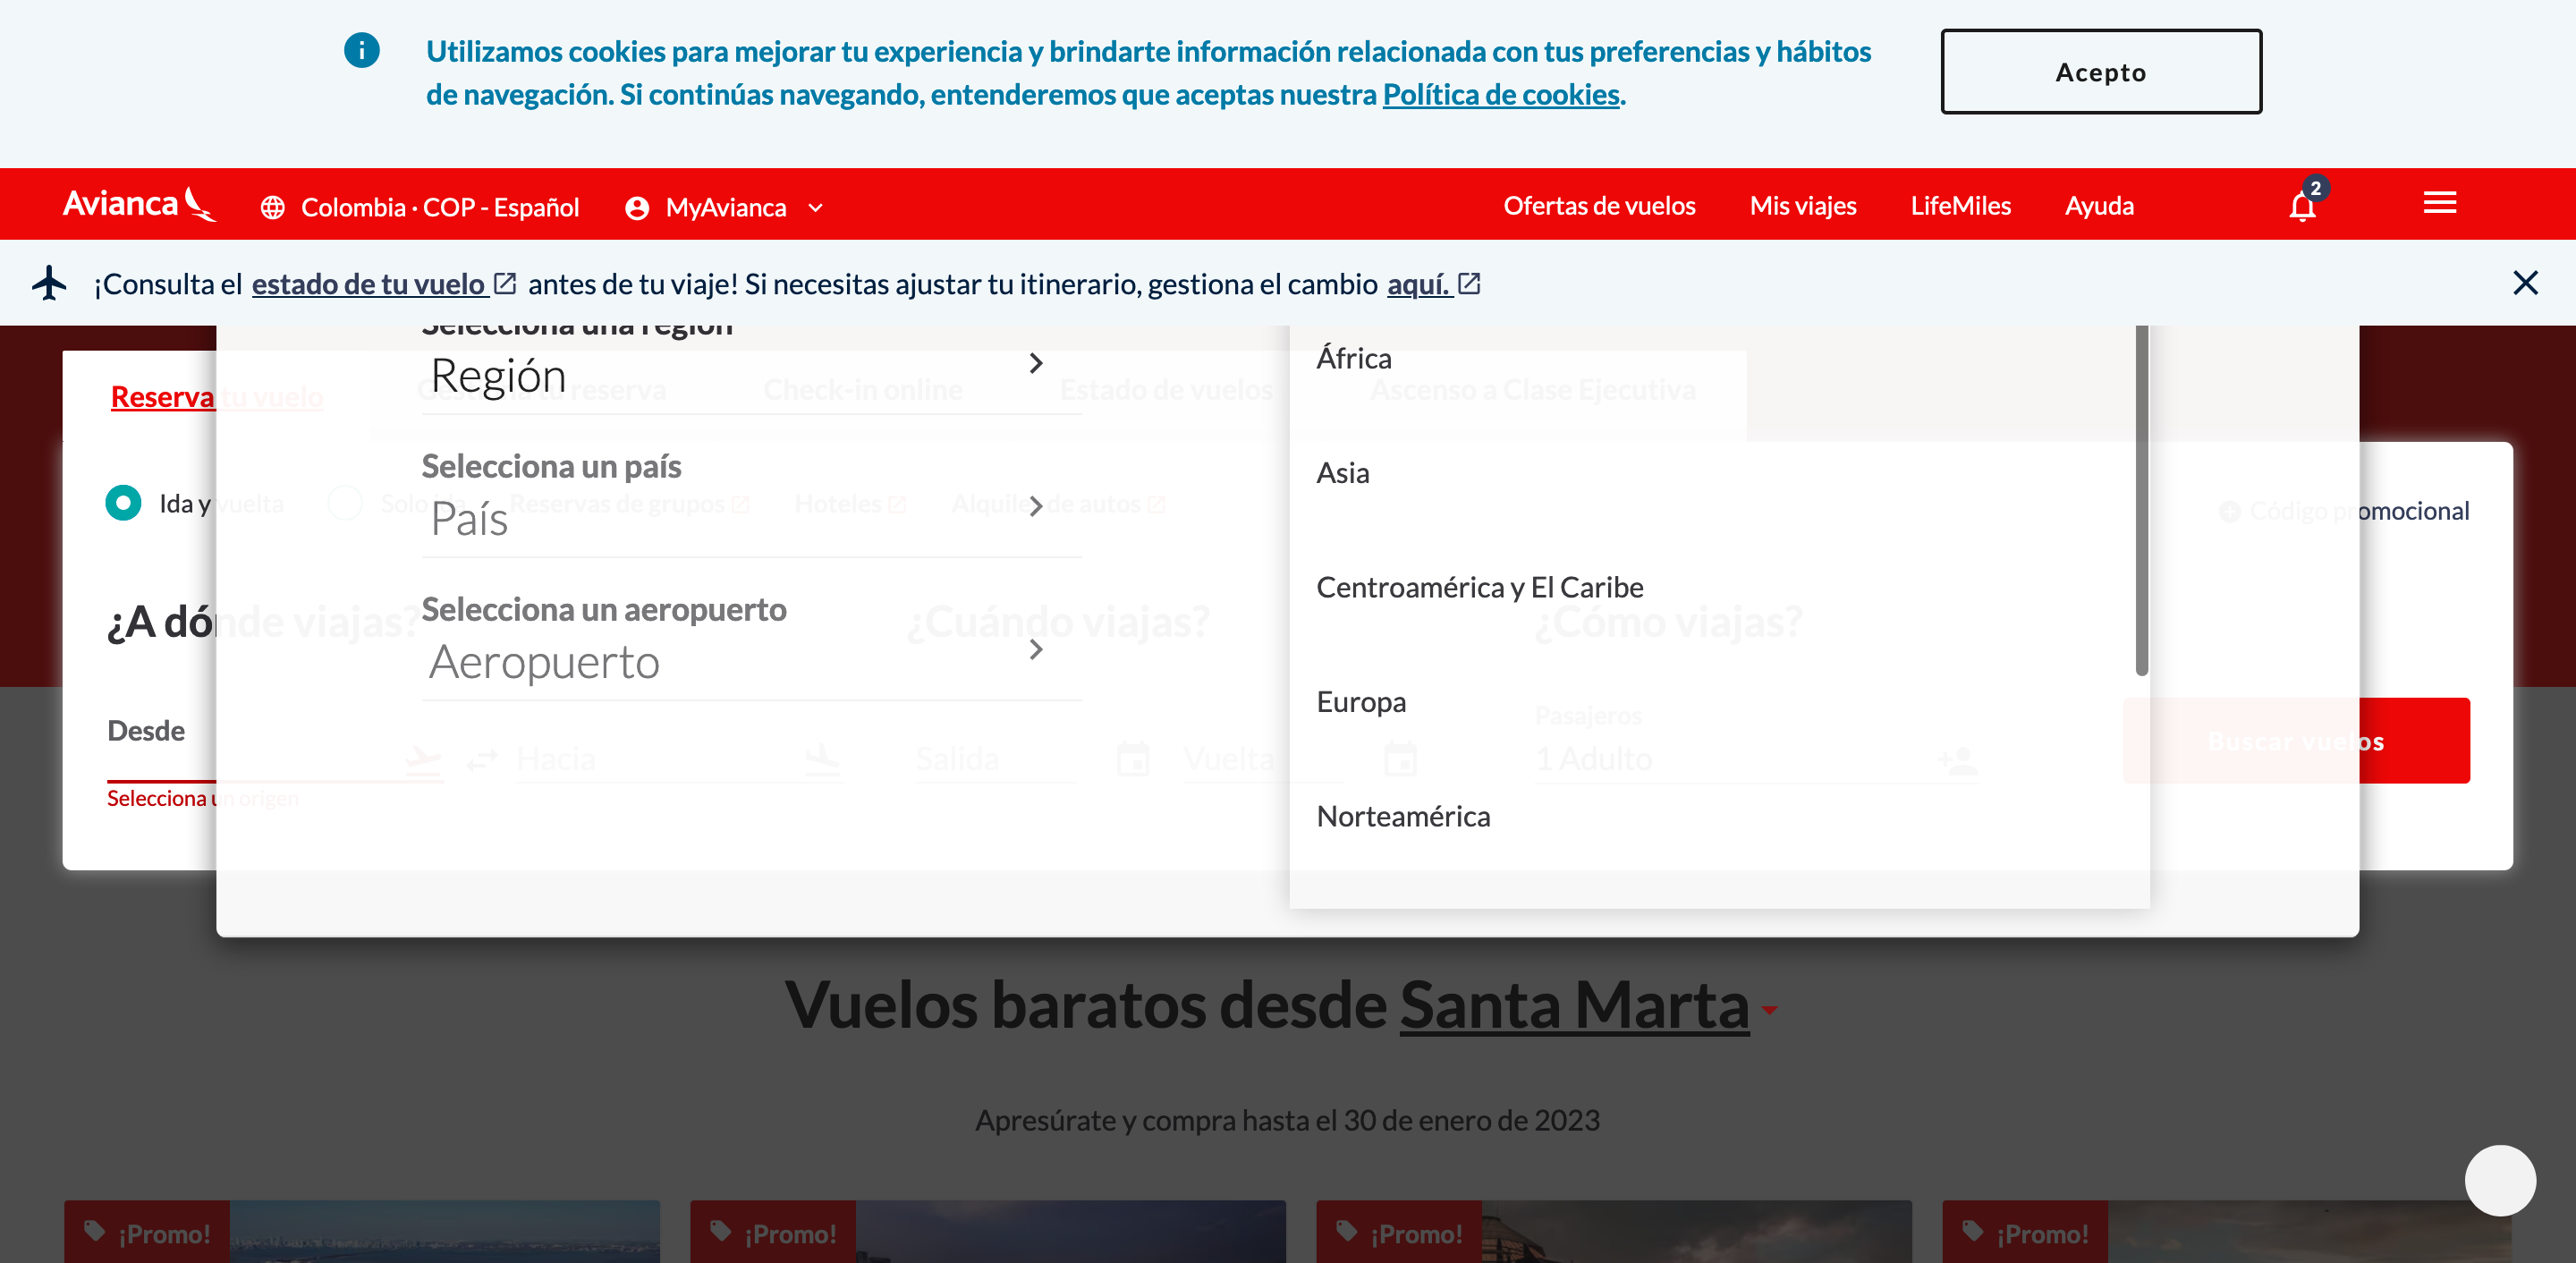 Utilizamos cookies para mejorar tu experiencia y brindarte información relacionada con tus preferencias y hábitos
de navegación. Si continúas navegando, entenderemos que aceptas nuestra Política de cookies.
Acepto
Avianca
Colombia · COP - Español
MyAvianca
Ofertas de vuelos
Mis viajes
LifeMiles
Ayuda
2
¡Consulta el estado de tu vuelo antes de tu viaje! Si necesitas ajustar tu itinerario, gestiona el cambio aquí.
Selecciona una región
Región
África
Reserva tu vuelo
Gestiona tu reserva
Check-in online
Estado de vuelos
Ascenso a Clase Ejecutiva
Selecciona un país
País
Asia
Ida y vuelta
Solo ida
Reservas de grupos
Hoteles
Alquiler de autos
Código promocional
Centroamérica y El Caribe
¿A dónde viajas?
Selecciona un aeropuerto
Aeropuerto
¿Cuándo viajas?
¿Cómo viajas?
Europa
Desde
Hacia
Salida
Vuelta
Pasajeros
1 Adulto
Buscar vuelos
Selecciona un origen
Norteamérica
Vuelos baratos desde Santa Marta
Apresúrate y compra hasta el 30 de enero de 2023
¡Promo!
¡Promo!
¡Promo!
¡Promo!